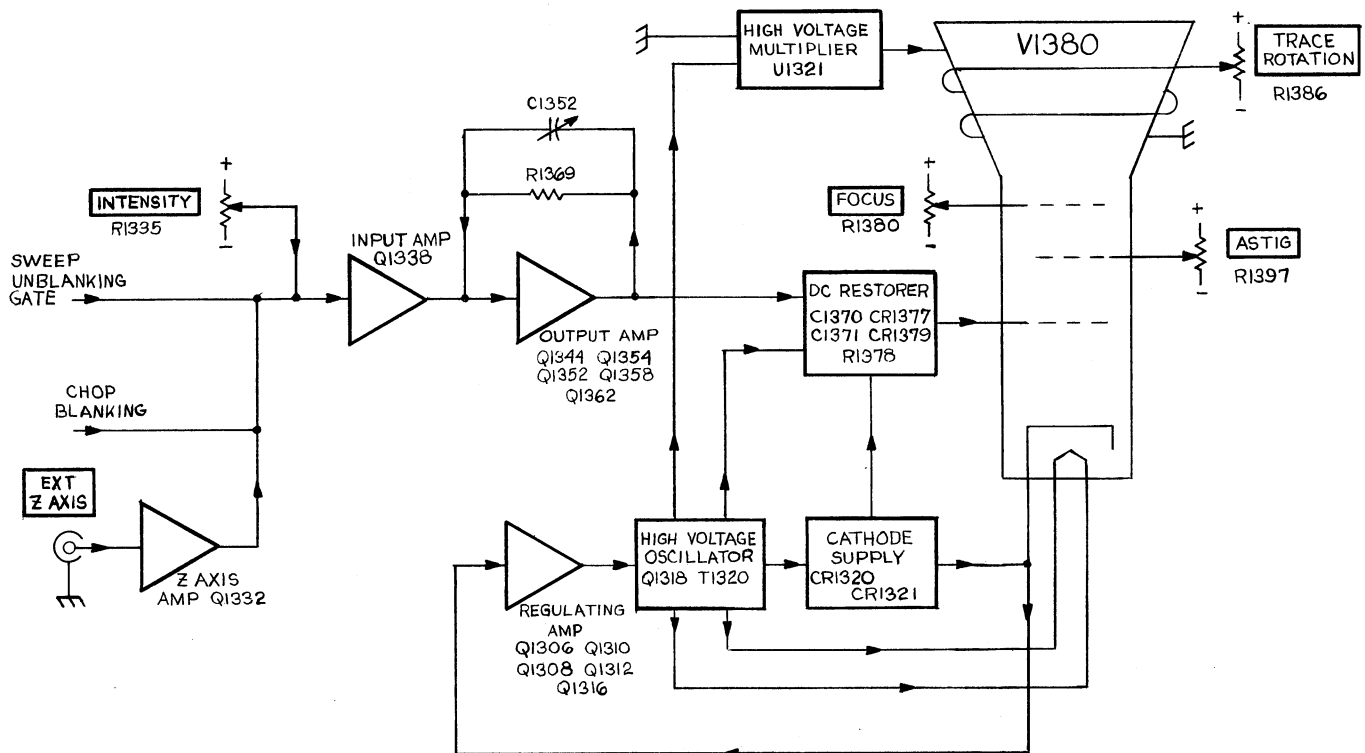 HIGH VOLTAGE
MULTIPLIER
U1321
V1380
+
TRACE
ROTATION
R1386
−
C1352
R1369
+
INTENSITY
R1335
−
INPUT AMP
Q1338
SWEEP
UNBLANKING
GATE
+
FOCUS
R1380
−
+
ASTIG
R1397
−
OUTPUT AMP
Q1344 Q1354
Q1352 Q1358
Q1362
DC RESTORER
C1370 CR1377
C1371 CR1379
R1378
CHOP
BLANKING
EXT
Z AXIS
Z AXIS
AMP Q1332
REGULATING
AMP
Q1306 Q1310
Q1308 Q1312
Q1316
HIGH VOLTAGE
OSCILLATOR
Q1318 T1320
CATHODE
SUPPLY
CR1320
CR1321